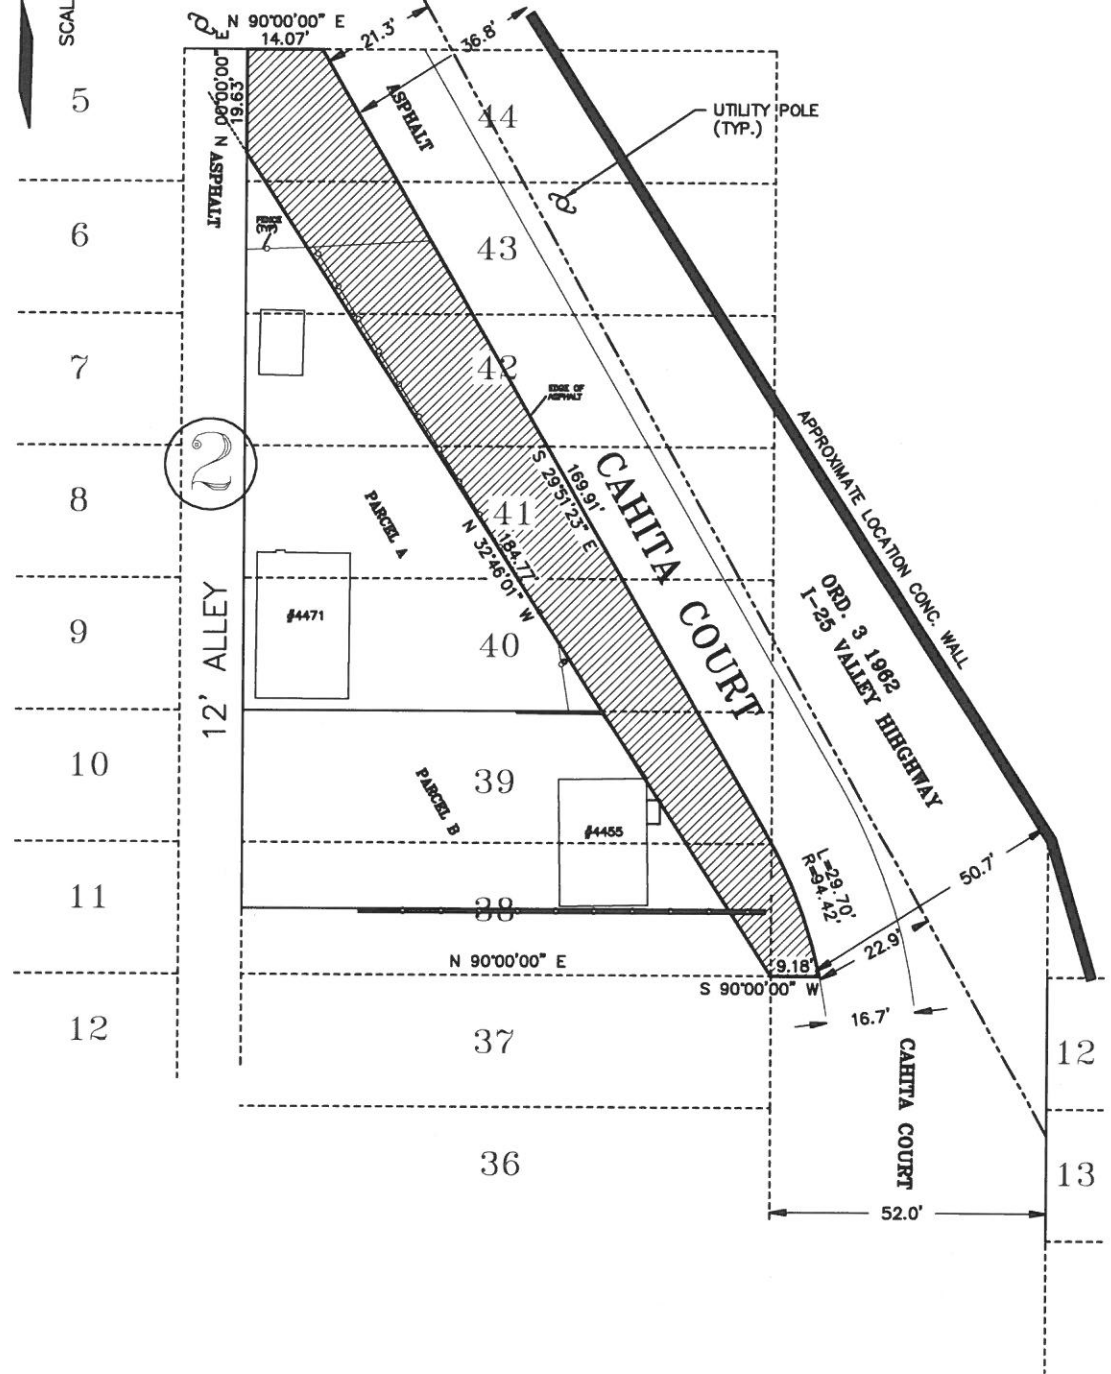 SCAL
N 90°00'00" E
14.07'
21.3'
36.8'
N 00°00'00" E
19.63'
ASPHALT
ASPHALT
UTILITY POLE
(TYP.)
5
44
6
FENCE
(TYP.)
43
7
42
EDGE OF
ASPHALT
2
8
PARCEL A
41
S 29°51'23" E
169.91'
CAHITA COURT
APPROXIMATE LOCATION CONC. WALL
N 32°46'01" W
184.77'
12' ALLEY
9
#4471
40
ORD. 3 1962
I-25 VALLEY HIHGHWAY
10
PARCEL B
39
#4455
L=29.70'
R=94.42'
50.7'
11
38
22.9'
N 90°00'00" E
9.18'
S 90°00'00" W
12
37
16.7'
CAHITA COURT
12
36
13
52.0'